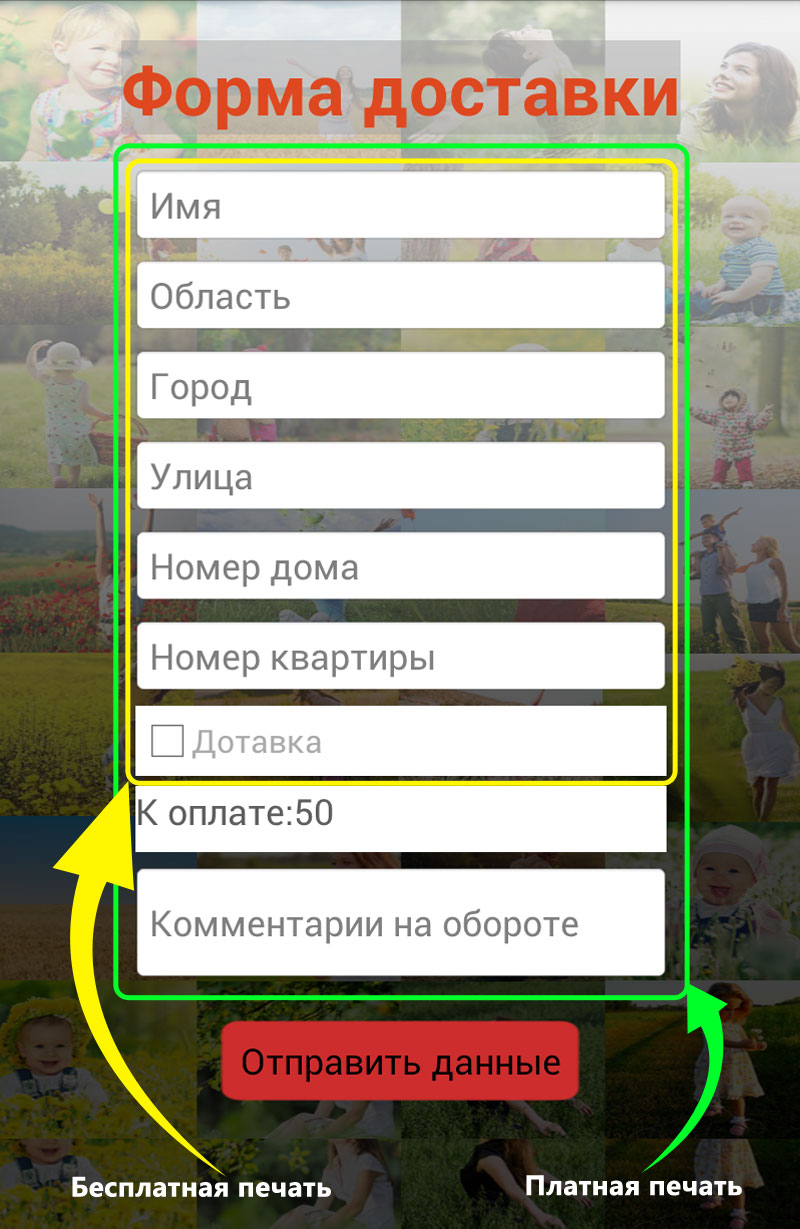 Форма доставки
Имя
Область
Город
Улица
Номер дома
Номер квартиры
Дотавка
К оплате:50
Комментарии на обороте
Отправить данные
Бесплатная печать
Платная печать